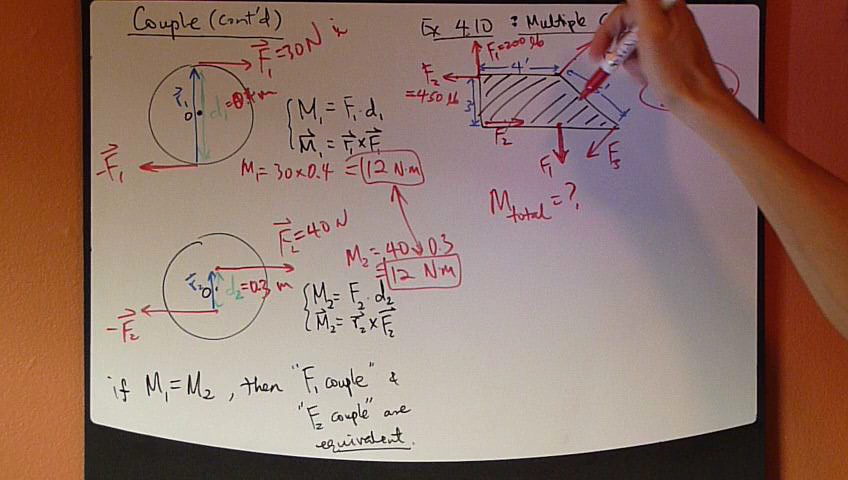 Couple (Cont'd)
F₁ = 30 N
r₁
O
d₁ = 0.4 m
-F₁
M₁ = F₁ · d₁
M₁ = r₁ × F₁
M₁ = 30 × 0.4 = 12 N·m
F₂ = 40 N
r₂
O
d₂ = 0.3 m
-F₂
M₂ = 40 × 0.3
= 12 N·m
M₂ = F₂ · d₂
M₂ = r₂ × F₂
if M₁ = M₂, then "F₁ couple" &
"F₂ couple" are
equivalent.
Ex 4.10 : Multiple
F₁ = 200 lb
F₂
= 450 lb
4'
3'
F₂
F₁
F₃
M total = ?